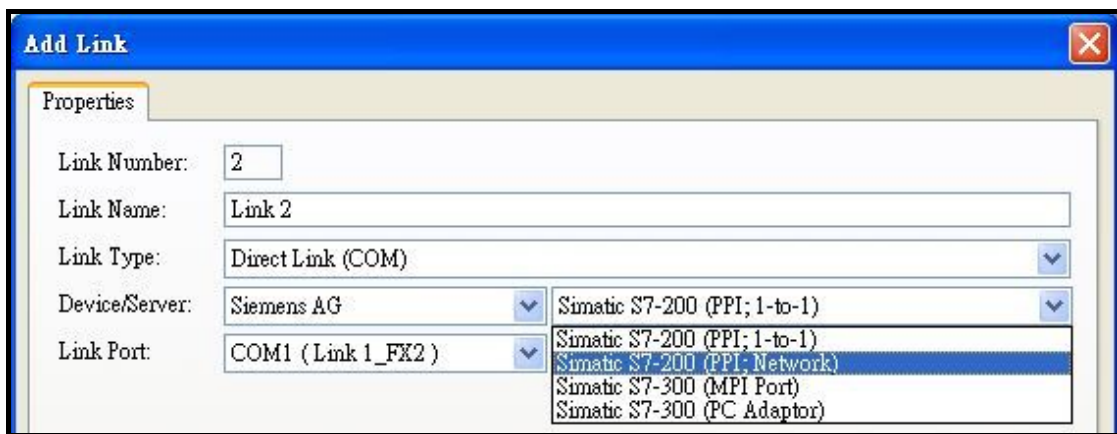 Add Link
Properties
Link Number: 2
Link Name: Link 2
Link Type: Direct Link (COM)
Device/Server: Siemens AG Simatic S7-200 (PPI; 1-to-1)
Link Port: COM1 ( Link 1_FX2 )
Simatic S7-200 (PPI; 1-to-1)
Simatic S7-200 (PPI; Network)
Simatic S7-300 (MPI Port)
Simatic S7-300 (PC Adaptor)